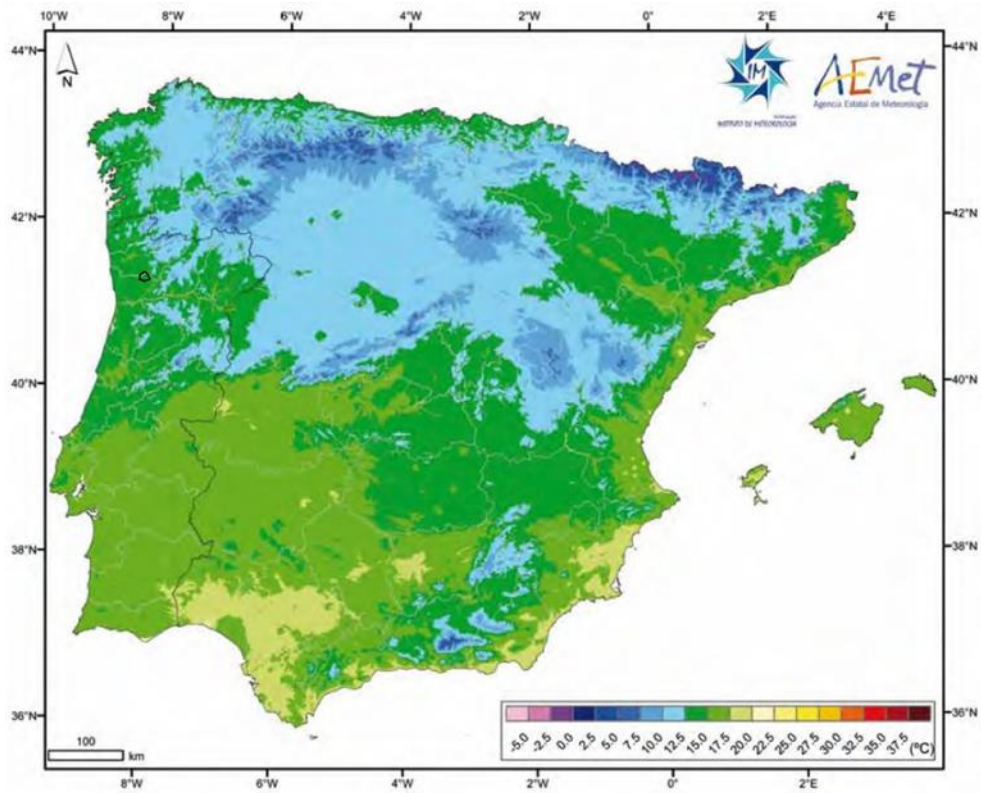 10°W 8°W 6°W 4°W 2°W 0° 2°E 4°E
44°N 44°N
N
IM
INSTITUTO DE METEOROLOGIA
AEMet
Agencia Estatal de Meteorología
42°N 42°N
40°N 40°N
38°N 38°N
36°N 36°N
100
km
-5.0 -2.5 0.0 2.5 5.0 7.5 10.0 12.5 15.0 17.5 20.0 22.5 25.0 27.5 30.0 32.5 35.0 37.5 (°C)
8°W 6°W 4°W 2°W 0° 2°E